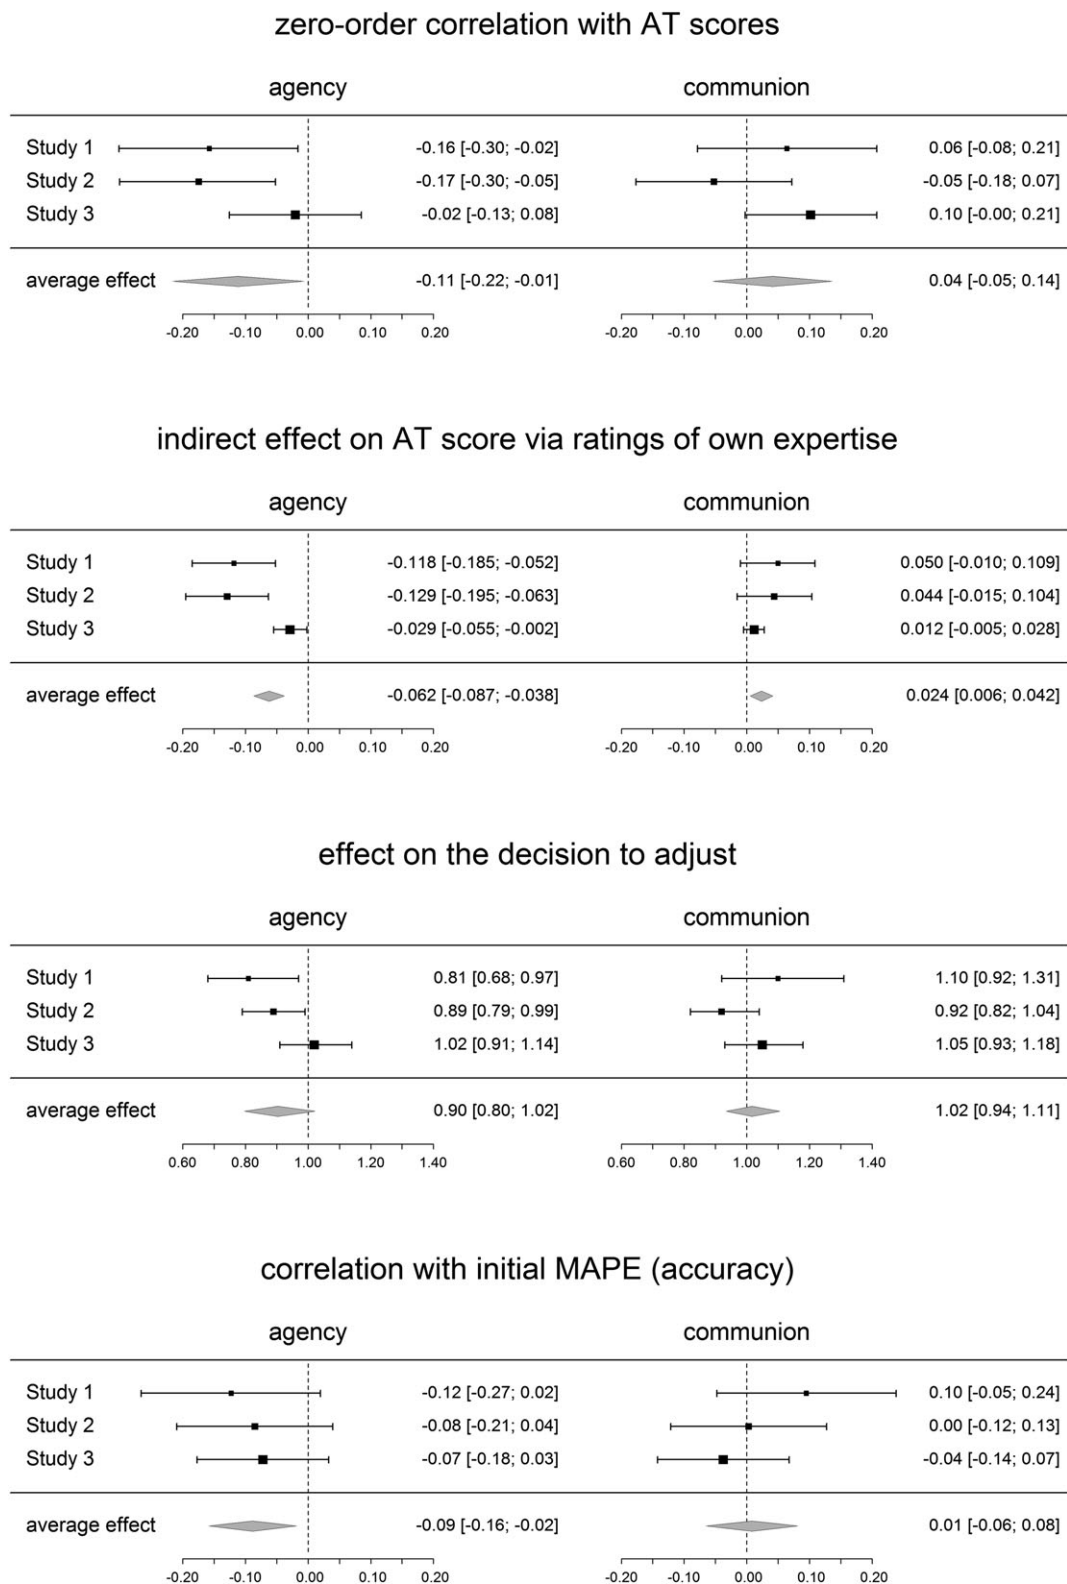 zero-order correlation with AT scores
agency communion
Study 1 -0.16 [-0.30; -0.02] 0.06 [-0.08; 0.21]
Study 2 -0.17 [-0.30; -0.05] -0.05 [-0.18; 0.07]
Study 3 -0.02 [-0.13; 0.08] 0.10 [-0.00; 0.21]
average effect -0.11 [-0.22; -0.01] 0.04 [-0.05; 0.14]
-0.20 -0.10 0.00 0.10 0.20 -0.20 -0.10 0.00 0.10 0.20
indirect effect on AT score via ratings of own expertise
agency communion
Study 1 -0.118 [-0.185; -0.052] 0.050 [-0.010; 0.109]
Study 2 -0.129 [-0.195; -0.063] 0.044 [-0.015; 0.104]
Study 3 -0.029 [-0.055; -0.002] 0.012 [-0.005; 0.028]
average effect -0.062 [-0.087; -0.038] 0.024 [0.006; 0.042]
-0.20 -0.10 0.00 0.10 0.20 -0.20 -0.10 0.00 0.10 0.20
effect on the decision to adjust
agency communion
Study 1 0.81 [0.68; 0.97] 1.10 [0.92; 1.31]
Study 2 0.89 [0.79; 0.99] 0.92 [0.82; 1.04]
Study 3 1.02 [0.91; 1.14] 1.05 [0.93; 1.18]
average effect 0.90 [0.80; 1.02] 1.02 [0.94; 1.11]
0.60 0.80 1.00 1.20 1.40 0.60 0.80 1.00 1.20 1.40
correlation with initial MAPE (accuracy)
agency communion
Study 1 -0.12 [-0.27; 0.02] 0.10 [-0.05; 0.24]
Study 2 -0.08 [-0.21; 0.04] 0.00 [-0.12; 0.13]
Study 3 -0.07 [-0.18; 0.03] -0.04 [-0.14; 0.07]
average effect -0.09 [-0.16; -0.02] 0.01 [-0.06; 0.08]
-0.20 -0.10 0.00 0.10 0.20 -0.20 -0.10 0.00 0.10 0.20